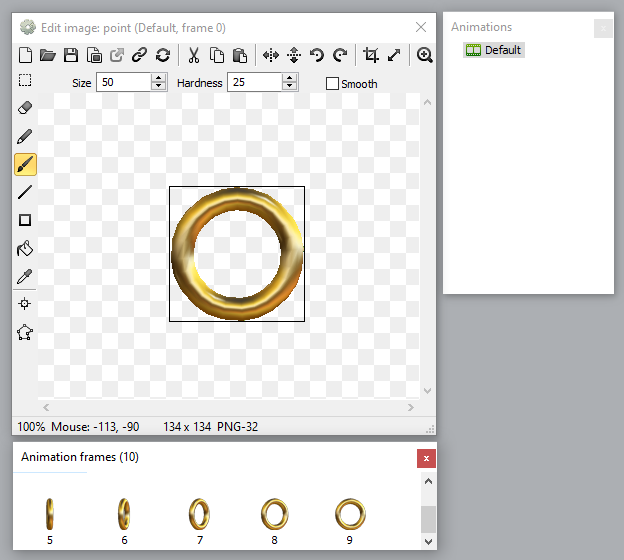 Edit image: point (Default, frame 0)
Animations
Default
Size 50 Hardness 25 Smooth
100% Mouse: -113, -90 134 x 134 PNG-32
Animation frames (10)
5 6 7 8 9